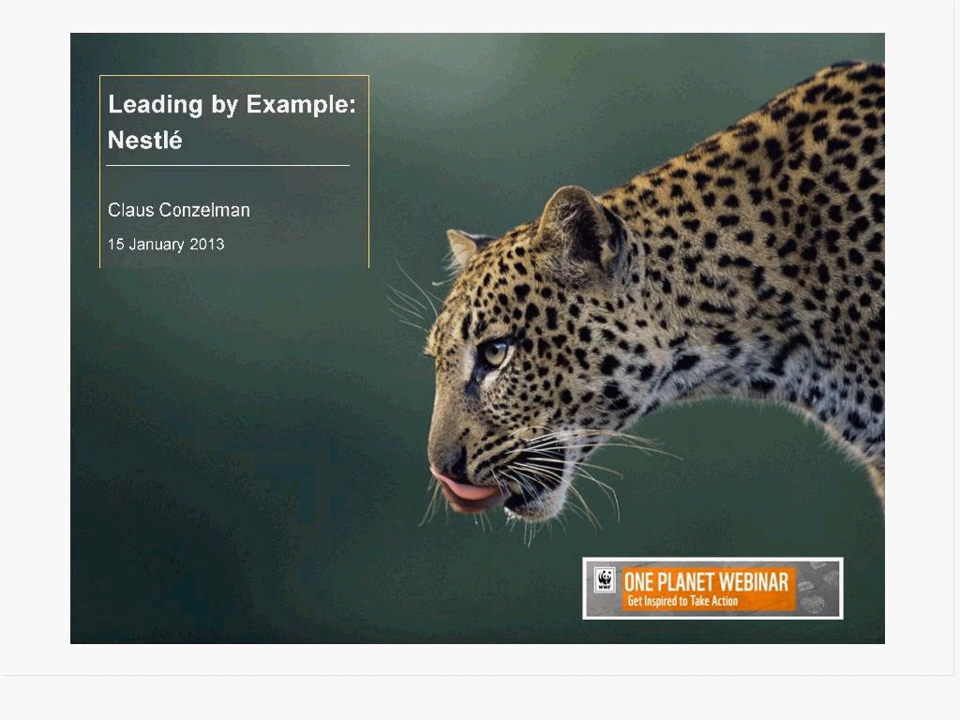 Leading by Example:
Nestlé
Claus Conzelman
15 January 2013
WWF
ONE PLANET WEBINAR
Get Inspired to Take Action